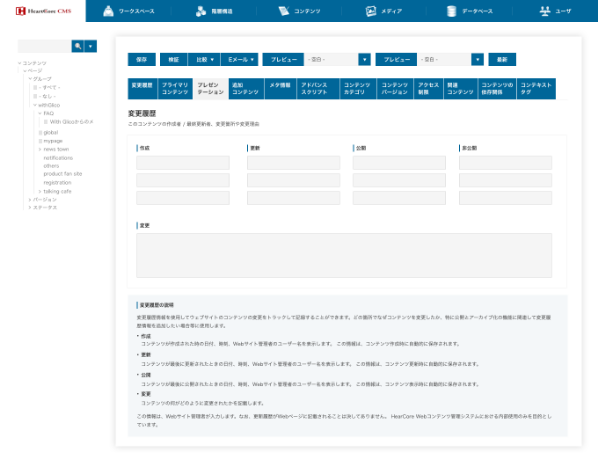 HeartCore CMS
ワークスペース
階層構造
コンテンツ
メディア
データベース
ユーザ
コンテンツ
ページ
グループ
- すべて -
- なし -
withGlico
FAQ
With Glicoからのメ
global
mypage
news town
notifications
others
product fan site
registration
talking cafe
バージョン
ステータス
保存 検証 比較 Eメール プレビュー - 空白 - プレビュー - 空白 - 最新
変更履歴
プライマリ コンテンツ
プレゼン テーション
追加 コンテンツ
メタ情報
アドバンス スクリプト
コンテンツ カテゴリ
コンテンツ バージョン
アクセス 制限
関連 コンテンツ
コンテンツの 依存関係
コンテキスト タグ
変更履歴
このコンテンツの作成者 / 最終更新者、変更箇所や変更理由
作成 更新 公開 非公開
変更
変更履歴の説明
変更履歴情報を使用してウェブサイトのコンテンツの変更をトラックして記録することができます。どの箇所でなぜコンテンツを変更したか、特に公開とアーカイブ化の機能に関連して変更履
歴情報を追加したい場合等に使用します。
・作成
コンテンツが作成された時の日付、時刻、Webサイト管理者のユーザー名を表示します。 この情報は、コンテンツ作成時に自動的に保存されます。
・更新
コンテンツが最後に更新されたときの日付、時刻、Webサイト管理者のユーザー名を表示します。 この情報は、コンテンツ更新時に自動的に保存されます。
・公開
コンテンツが最後に公開されたときの日付、時刻、Webサイト管理者のユーザー名を表示します。 この情報は、コンテンツ表示時に自動的に保存されます。
・変更
コンテンツの何がどのように変更されたかを記載します。
この情報は、Webサイト管理者が入力します。なお、更新履歴がWebページに記載されることは決してありません。 HeartCore Webコンテンツ管理システムにおける内部使用のみを目的とし
ています。